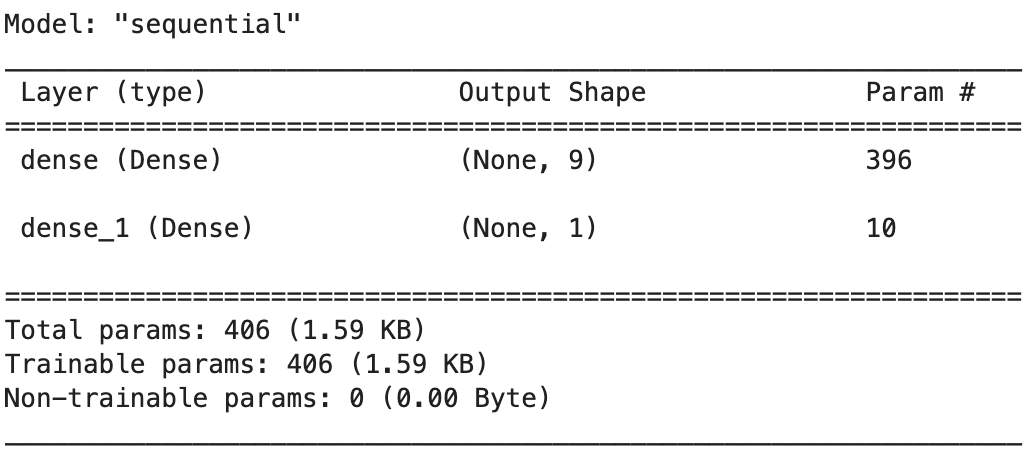 Model: "sequential"
Layer (type) Output Shape Param #
dense (Dense) (None, 9) 396
dense_1 (Dense) (None, 1) 10
Total params: 406 (1.59 KB)
Trainable params: 406 (1.59 KB)
Non-trainable params: 0 (0.00 Byte)